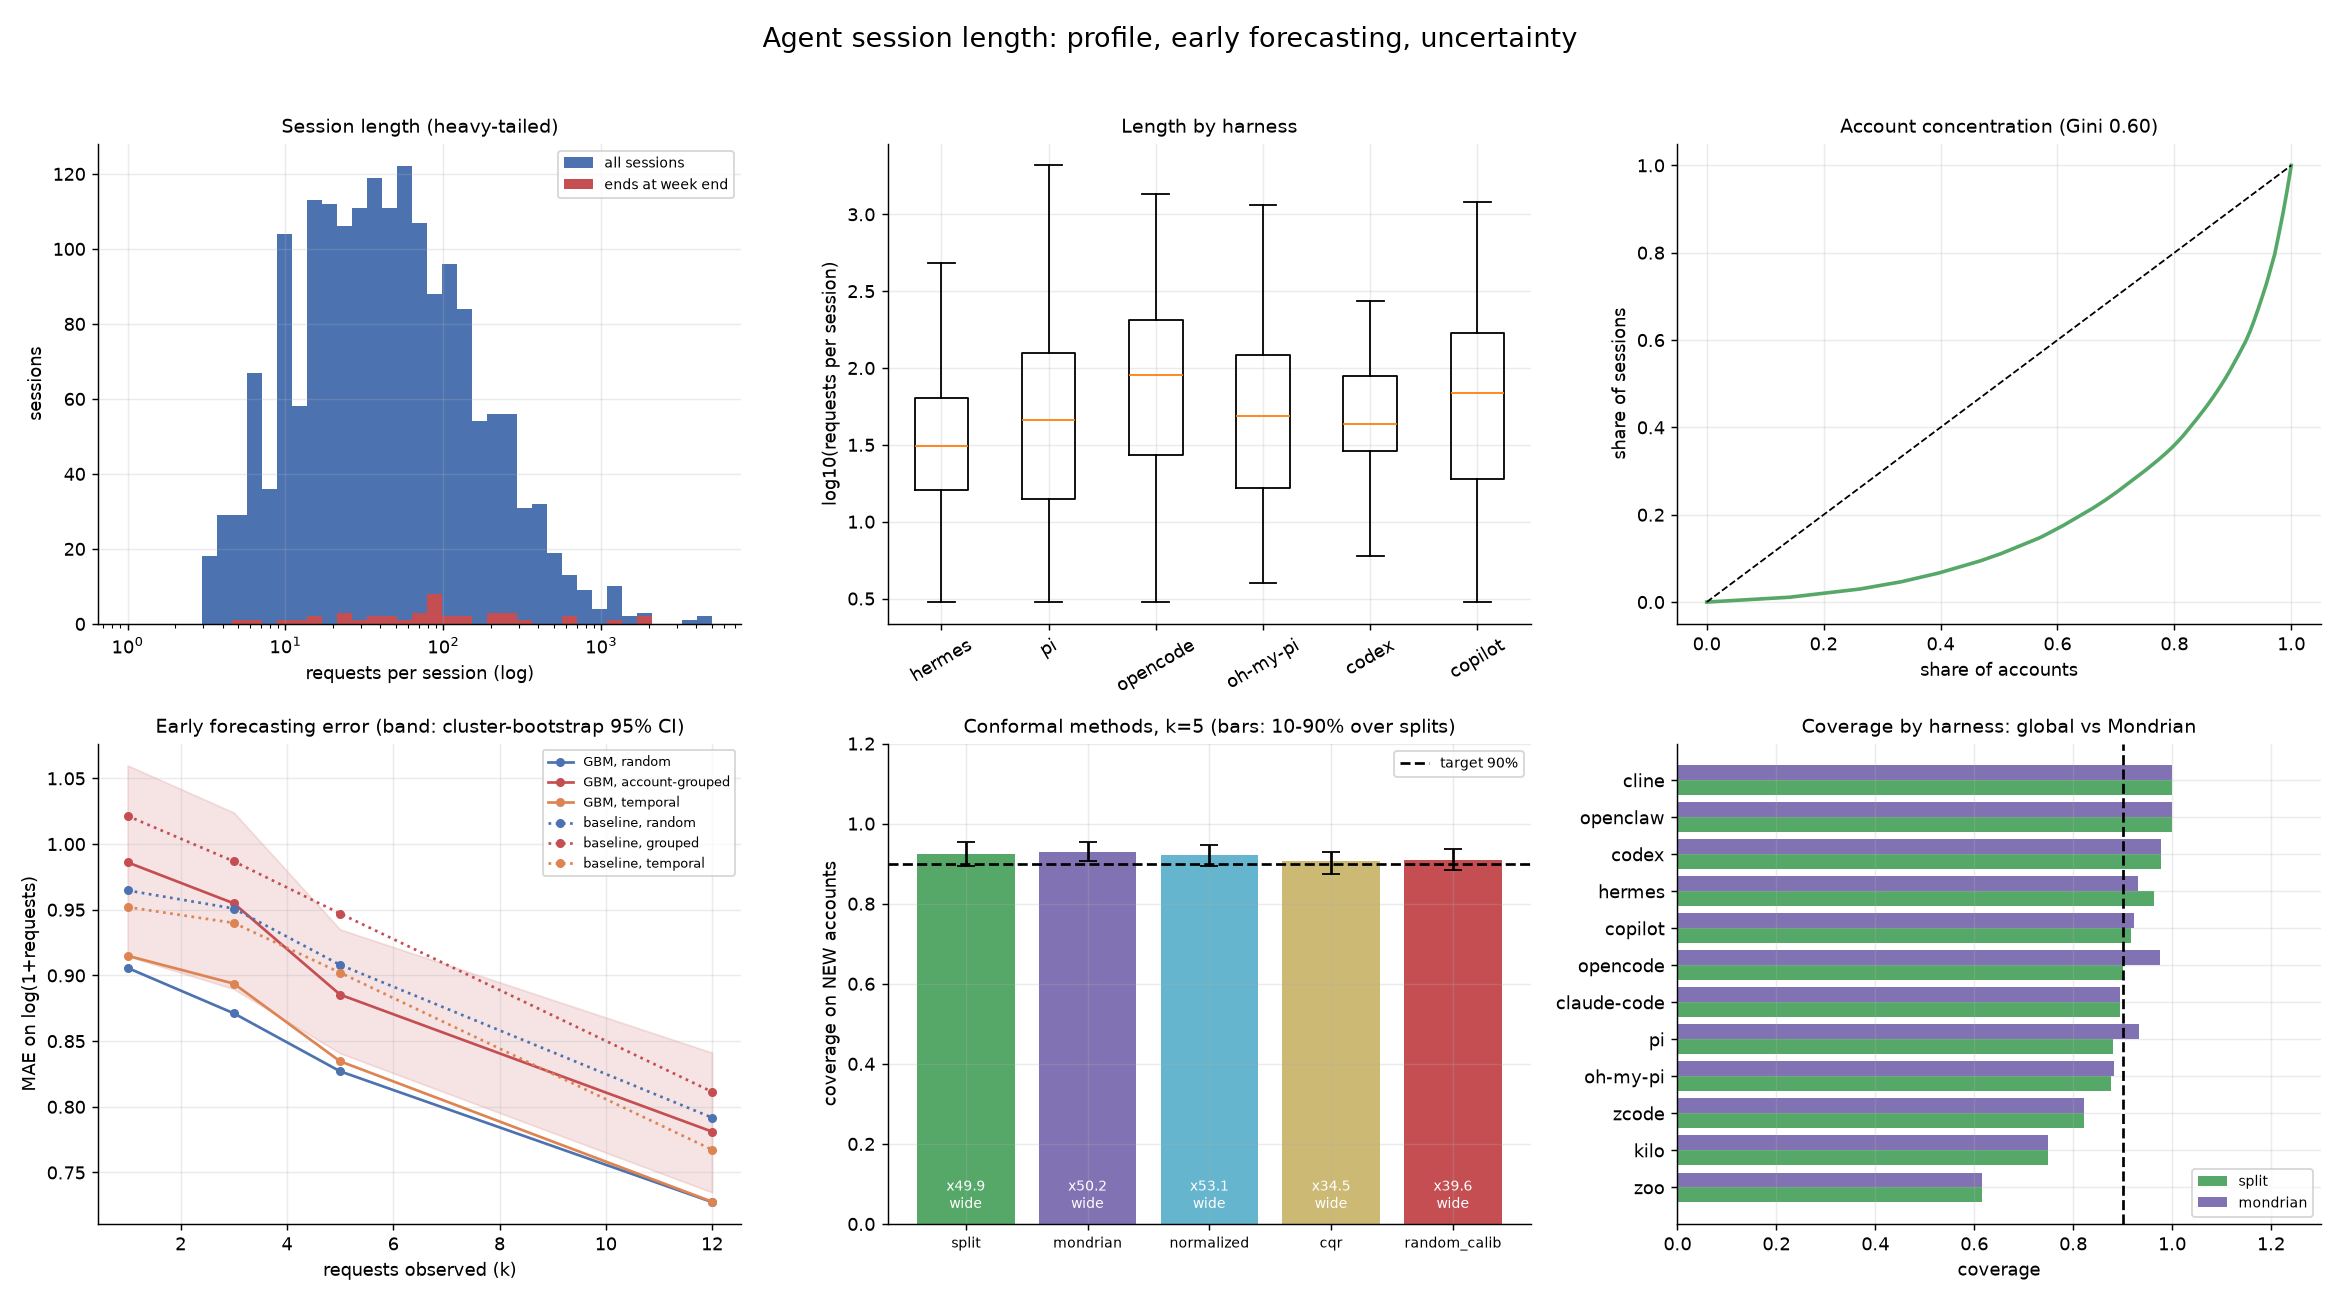 Agent session length: profile, early forecasting, uncertainty
Session length (heavy-tailed)
all sessions
ends at week end
120
100
80
60
40
20
0
sessions
10⁰
10¹
10²
10³
requests per session (log)
Length by harness
3.0
2.5
2.0
1.5
1.0
0.5
log10(requests per session)
hermes
pi
opencode
oh-my-pi
codex
copilot
Account concentration (Gini 0.60)
1.0
0.8
0.6
0.4
0.2
0.0
share of sessions
0.0
0.2
0.4
0.6
0.8
1.0
share of accounts
Early forecasting error (band: cluster-bootstrap 95% CI)
GBM, random
GBM, account-grouped
GBM, temporal
baseline, random
baseline, grouped
baseline, temporal
1.05
1.00
0.95
0.90
0.85
0.80
0.75
MAE on log(1+requests)
2
4
6
8
10
12
requests observed (k)
Conformal methods, k=5 (bars: 10-90% over splits)
target 90%
1.2
1.0
0.8
0.6
0.4
0.2
0.0
coverage on NEW accounts
x49.9
wide
x50.2
wide
x53.1
wide
x34.5
wide
x39.6
wide
split
mondrian
normalized
cqr
random_calib
Coverage by harness: global vs Mondrian
cline
openclaw
codex
hermes
copilot
opencode
claude-code
pi
oh-my-pi
zcode
kilo
zoo
split
mondrian
0.0
0.2
0.4
0.6
0.8
1.0
1.2
coverage